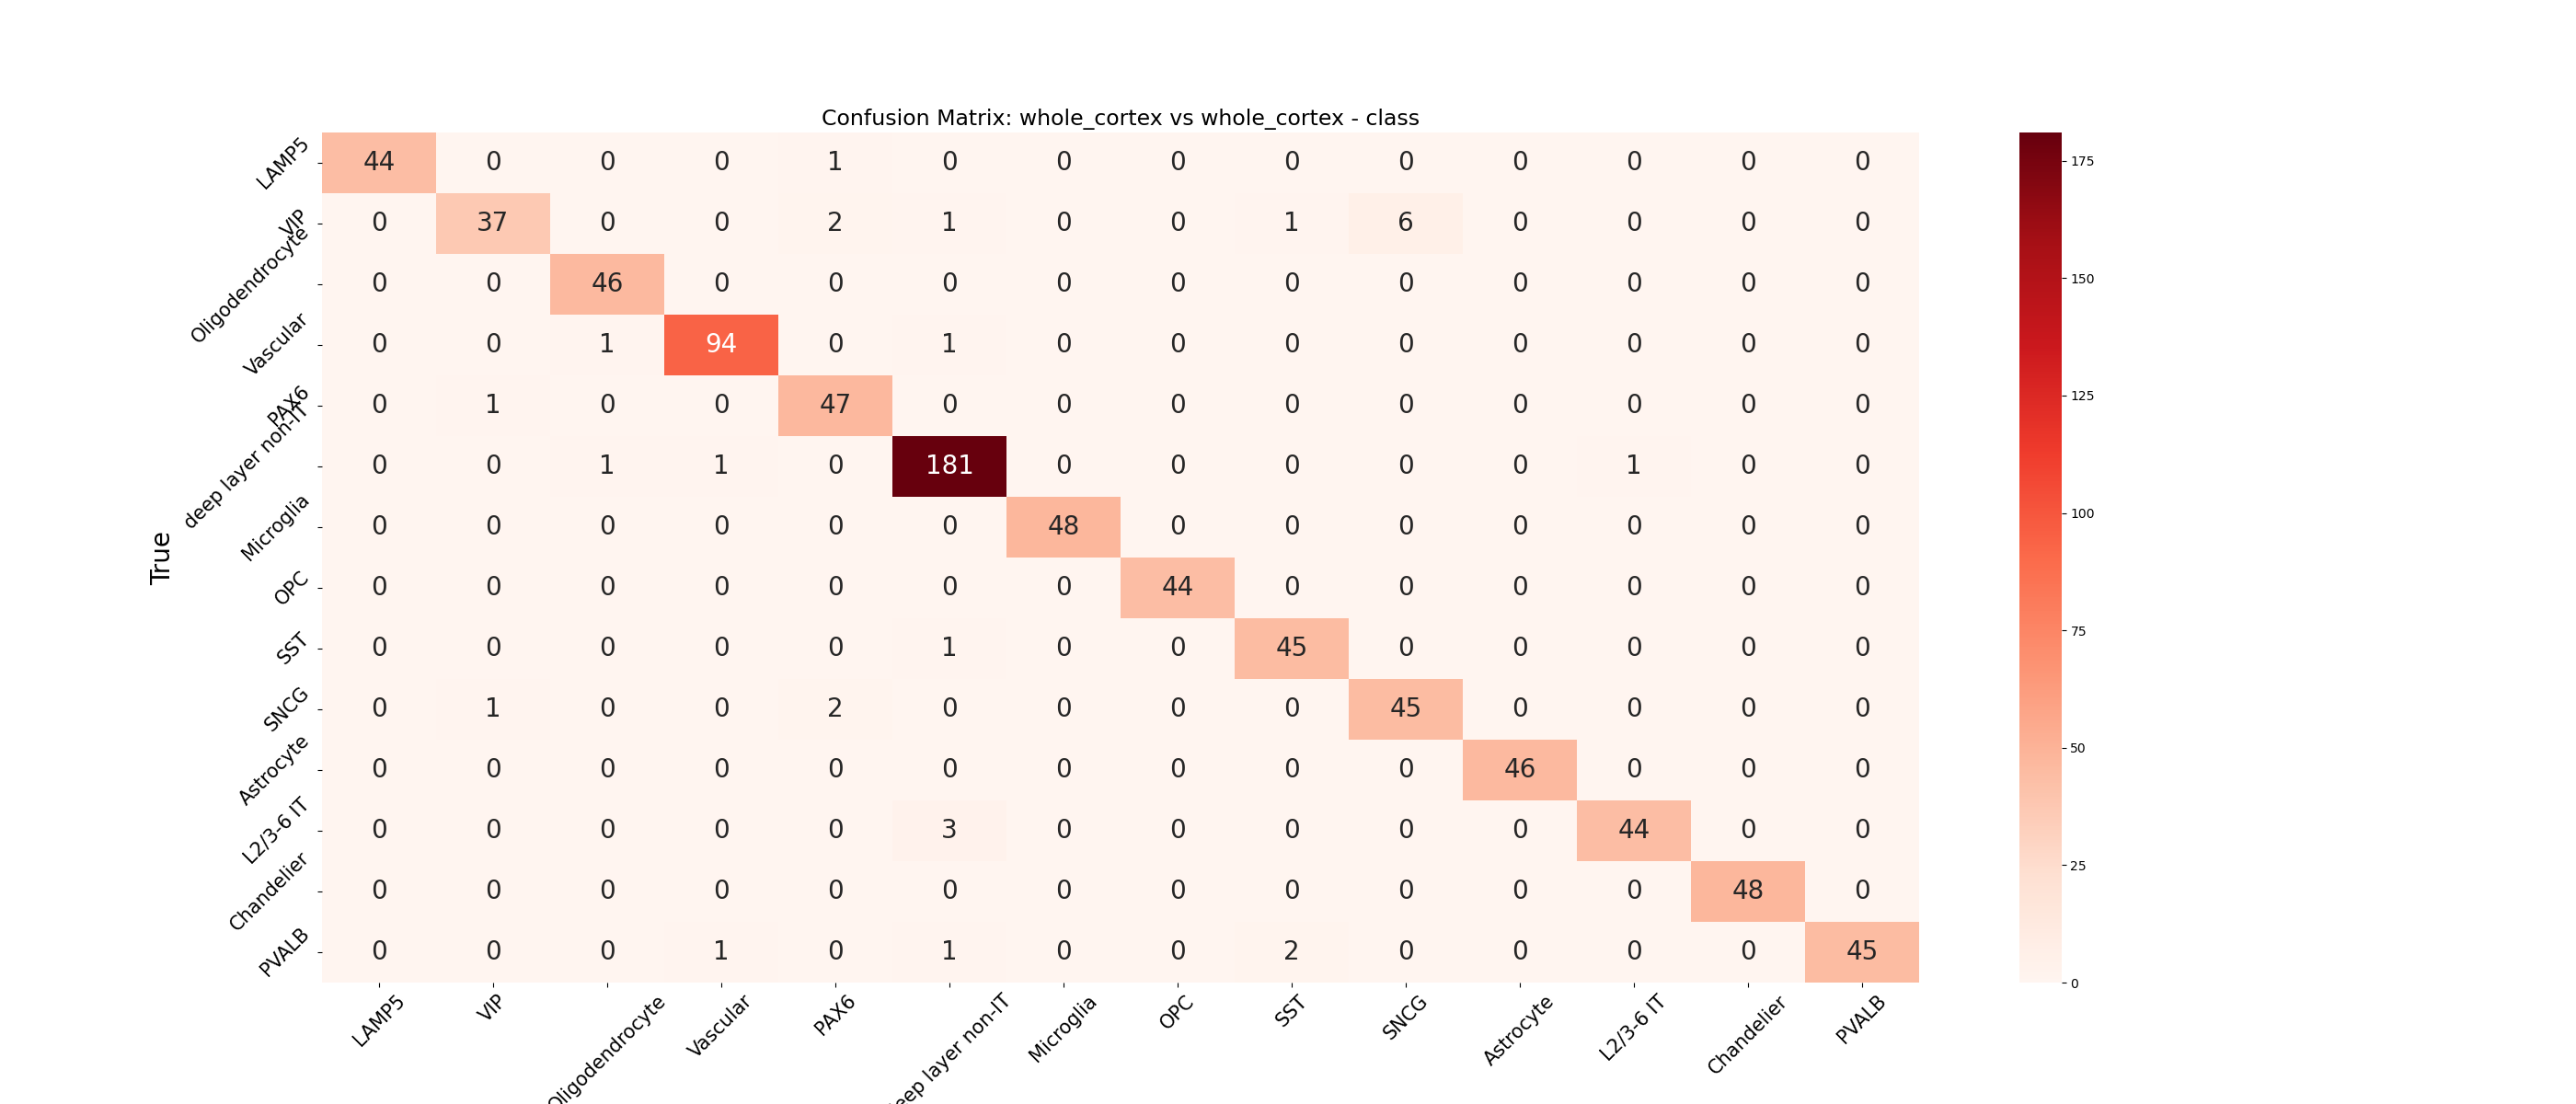 Confusion Matrix: whole_cortex vs whole_cortex - class
True
LAMP5 44 0 0 0 1 0 0 0 0 0 0 0 0 0
VIP 0 37 0 0 2 1 0 0 1 6 0 0 0 0
Oligodendrocyte 0 0 46 0 0 0 0 0 0 0 0 0 0 0
Vascular 0 0 1 94 0 1 0 0 0 0 0 0 0 0
PAX6 0 1 0 0 47 0 0 0 0 0 0 0 0 0
deep layer non-IT 0 0 1 1 0 181 0 0 0 0 0 1 0 0
Microglia 0 0 0 0 0 0 48 0 0 0 0 0 0 0
OPC 0 0 0 0 0 0 0 44 0 0 0 0 0 0
SST 0 0 0 0 0 1 0 0 45 0 0 0 0 0
SNCG 0 1 0 0 2 0 0 0 0 45 0 0 0 0
Astrocyte 0 0 0 0 0 0 0 0 0 0 46 0 0 0
L2/3-6 IT 0 0 0 0 0 3 0 0 0 0 0 44 0 0
Chandelier 0 0 0 0 0 0 0 0 0 0 0 0 48 0
PVALB 0 0 0 1 0 1 0 0 2 0 0 0 0 45
LAMP5
VIP
Oligodendrocyte
Vascular
PAX6
eep layer non-IT
Microglia
OPC
SST
SNCG
Astrocyte
L2/3-6 IT
Chandelier
PVALB
175
150
125
100
75
50
25
0